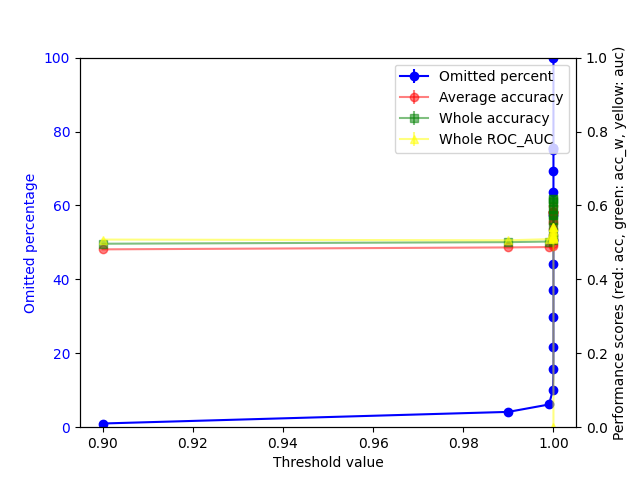 Omitted percent
Average accuracy
Whole accuracy
Whole ROC_AUC
100
80
60
40
20
0
Omitted percentage
1.0
0.8
0.6
0.4
0.2
0.0
Performance scores (red: acc, green: acc_w, yellow: auc)
0.90 0.92 0.94 0.96 0.98 1.00
Threshold value